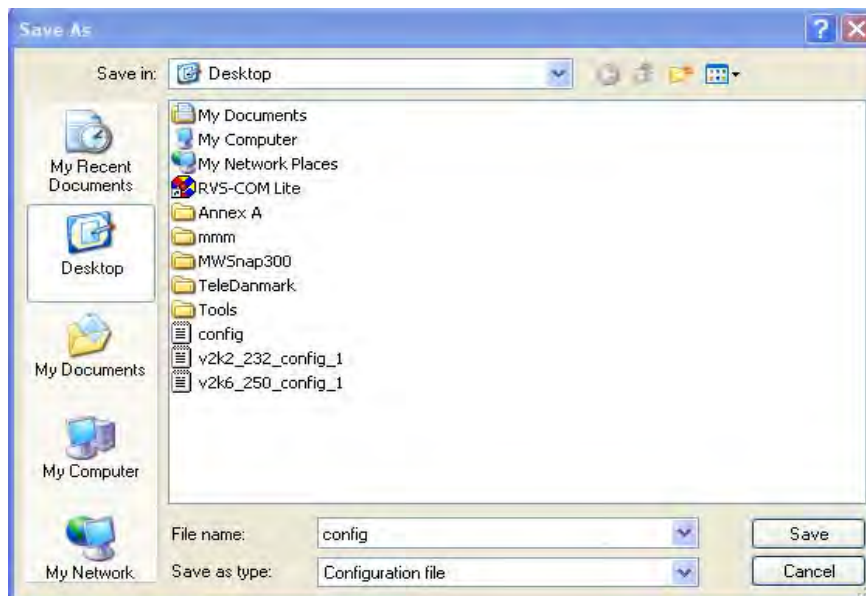 Save As
Save in:
Desktop
My Recent
Documents
Desktop
My Documents
My Computer
My Network
My Documents
My Computer
My Network Places
RVS-COM Lite
Annex A
mmm
MWSnap300
TeleDanmark
Tools
config
v2k2_232_config_1
v2k6_250_config_1
File name:
config
Save
Save as type:
Configuration file
Cancel